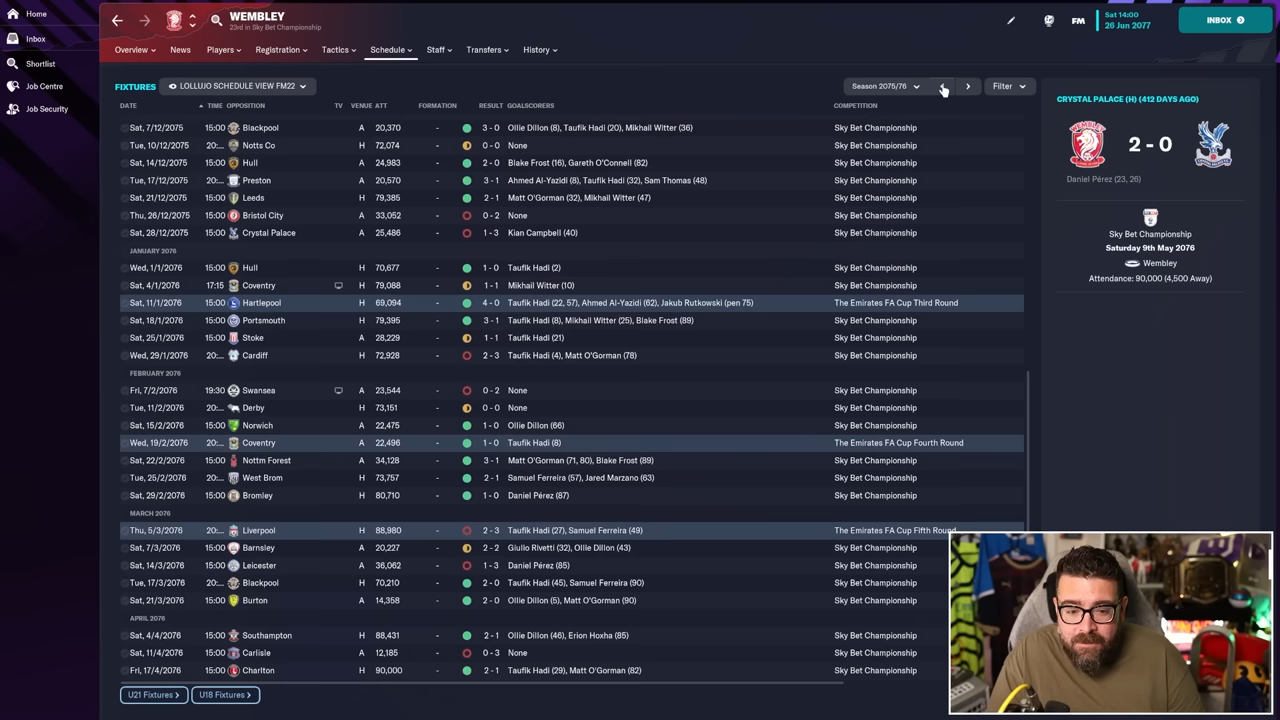 Home
Inbox
Shortlist
Job Centre
Job Security
WEMBLEY
23rd in Sky Bet Championship
FM
Sat 14:00
26 Jun 2077
INBOX
Overview
News
Players
Registration
Tactics
Schedule
Staff
Transfers
History
FIXTURES
LOLLUJO SCHEDULE VIEW FM22
Season 2075/76
Filter
DATE TIME OPPOSITION TV VENUE ATT FORMATION RESULT GOALSCORERS COMPETITION
Sat, 7/12/2075 15:00 Blackpool A 20,370 - 3 - 0 Ollie Dillon (8), Taufik Hadi (20), Mikhail Witter (36) Sky Bet Championship
Tue, 10/12/2075 20:... Notts Co H 72,074 - 0 - 0 None Sky Bet Championship
Sat, 14/12/2075 15:00 Hull A 24,983 - 2 - 0 Blake Frost (16), Gareth O'Connell (82) Sky Bet Championship
Tue, 17/12/2075 20:... Preston A 20,570 - 3 - 1 Ahmed Al-Yazidi (8), Taufik Hadi (32), Sam Thomas (48) Sky Bet Championship
Sat, 21/12/2075 15:00 Leeds H 79,385 - 2 - 1 Matt O'Gorman (32), Mikhail Witter (47) Sky Bet Championship
Thu, 26/12/2075 15:00 Bristol City A 33,052 - 0 - 2 None Sky Bet Championship
Sat, 28/12/2075 15:00 Crystal Palace A 25,486 - 1 - 3 Kian Campbell (40) Sky Bet Championship
JANUARY 2076
Wed, 1/1/2076 15:00 Hull H 70,677 - 1 - 0 Taufik Hadi (2) Sky Bet Championship
Sat, 4/1/2076 17:15 Coventry H 79,088 - 1 - 1 Mikhail Witter (10) Sky Bet Championship
Sat, 11/1/2076 15:00 Hartlepool H 69,094 - 4 - 0 Taufik Hadi (22, 57), Ahmed Al-Yazidi (62), Jakub Rutkowski (pen 75) The Emirates FA Cup Third Round
Sat, 18/1/2076 15:00 Portsmouth H 79,395 - 3 - 1 Taufik Hadi (8), Mikhail Witter (25), Blake Frost (89) Sky Bet Championship
Sat, 25/1/2076 15:00 Stoke A 28,229 - 1 - 1 Taufik Hadi (21) Sky Bet Championship
Wed, 29/1/2076 20:... Cardiff H 72,928 - 2 - 3 Taufik Hadi (4), Matt O'Gorman (78) Sky Bet Championship
FEBRUARY 2076
Fri, 7/2/2076 19:30 Swansea A 23,544 - 0 - 2 None Sky Bet Championship
Tue, 11/2/2076 20:... Derby H 73,151 - 0 - 0 None Sky Bet Championship
Sat, 15/2/2076 15:00 Norwich A 22,475 - 1 - 0 Ollie Dillon (66) Sky Bet Championship
Wed, 19/2/2076 20:... Coventry A 22,496 - 1 - 0 Taufik Hadi (8) The Emirates FA Cup Fourth Round
Sat, 22/2/2076 15:00 Nottm Forest A 34,128 - 3 - 1 Matt O'Gorman (71, 80), Blake Frost (89) Sky Bet Championship
Tue, 25/2/2076 20:... West Brom H 73,757 - 2 - 1 Samuel Ferreira (57), Jared Marzano (63) Sky Bet Championship
Sat, 29/2/2076 15:00 Bromley H 80,710 - 1 - 0 Daniel Pérez (87) Sky Bet Championship
MARCH 2076
Thu, 5/3/2076 20:... Liverpool H 88,980 - 2 - 3 Taufik Hadi (27), Samuel Ferreira (49) The Emirates FA Cup Fifth Round
Sat, 7/3/2076 15:00 Barnsley A 20,227 - 2 - 2 Giulio Rivetti (32), Ollie Dillon (43) Sky Bet Championship
Sat, 14/3/2076 15:00 Leicester A 36,062 - 1 - 3 Daniel Pérez (85) Sky Bet Championship
Tue, 17/3/2076 20:... Blackpool H 70,210 - 2 - 0 Taufik Hadi (45), Samuel Ferreira (90) Sky Bet Championship
Sat, 21/3/2076 15:00 Burton A 14,358 - 2 - 0 Ollie Dillon (5), Matt O'Gorman (90) Sky Bet Championship
APRIL 2076
Sat, 4/4/2076 15:00 Southampton H 88,431 - 2 - 1 Ollie Dillon (46), Erion Hoxha (85) Sky Bet Championship
Sat, 11/4/2076 15:00 Carlisle A 12,185 - 0 - 3 None Sky Bet Championship
Fri, 17/4/2076 15:00 Charlton H 90,000 - 2 - 1 Taufik Hadi (29), Matt O'Gorman (82) Sky Bet Championship
U21 Fixtures
U18 Fixtures
CRYSTAL PALACE (H) (412 DAYS AGO)
2 - 0
Daniel Pérez (23, 26)
Sky Bet Championship
Saturday 9th May 2076
Wembley
Attendance: 90,000 (4,500 Away)